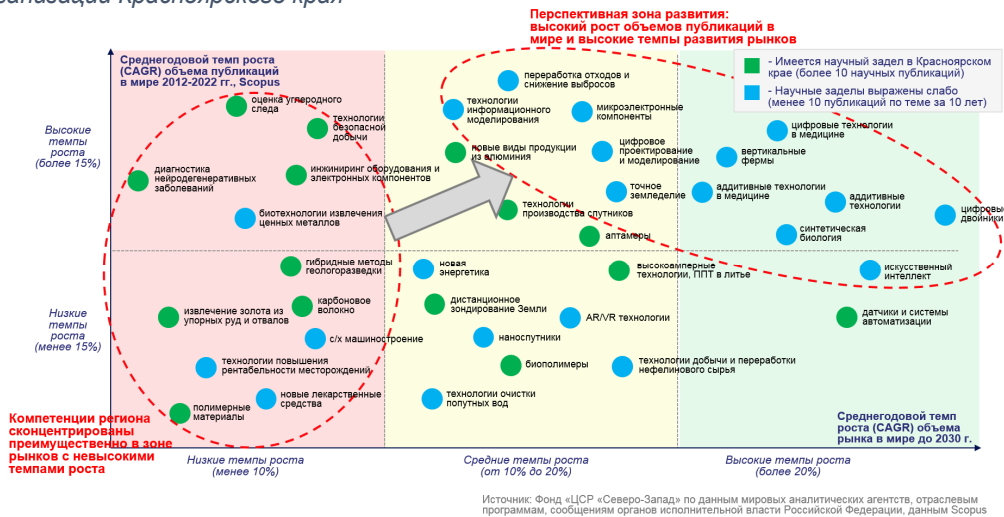 анизаций Красноярского края
Перспективная зона развития:
высокий рост объемов публикаций в
мире и высокие темпы развития рынков
Среднегодовой темп роста
(CAGR) объема публикаций
в мире 2012-2022 гг., Scopus
- Имеется научный задел в Красноярском
крае (более 10 научных публикаций)
- Научные заделы выражены слабо
(менее 10 публикаций по теме за 10 лет)
Высокие
темпы
роста
(более 15%)
Низкие
темпы
роста
(менее 15%)
оценка углеродного
следа
технологии
безопасной
добычи
диагностика
нейродегенеративных
заболеваний
инжиниринг оборудования и
электронных компонентов
биотехнологии извлечения
ценных металлов
переработка отходов и
снижение выбросов
технологии
информационного
моделирования
микроэлектронные
компоненты
новые виды продукции
из алюминия
цифровое
проектирование
и моделирование
точное
земледелие
технологии
производства спутников
аптамеры
цифровые технологии
в медицине
вертикальные
фермы
аддитивные технологии
в медицине
аддитивные
технологии
цифровые
двойники
синтетическая
биология
гибридные методы
геологоразведки
карбоновое
волокно
извлечение золота из
упорных руд и отвалов
с/х машиностроение
технологии повышения
рентабельности месторождений
новые лекарственные
средства
полимерные
материалы
новая
энергетика
высокоамперные
технологии, ППТ в литье
дистанционное
зондирование Земли
AR/VR технологии
наноспутники
биополимеры
технологии добычи и переработки
нефелинового сырья
технологии очистки
попутных вод
искусственный
интеллект
датчики и системы
автоматизации
Компетенции региона
сконцентрированы
преимущественно в зоне
рынков с невысокими
темпами роста
Среднегодовой темп
роста (CAGR) объема
рынка в мире до 2030 г.
Низкие темпы роста
(менее 10%)
Средние темпы роста
(от 10% до 20%)
Высокие темпы роста
(более 20%)
Источник: Фонд «ЦСР «Северо-Запад» по данным мировых аналитических агентств, отраслевым
программам, сообщениям органов исполнительной власти Российской Федерации, данным Scopus